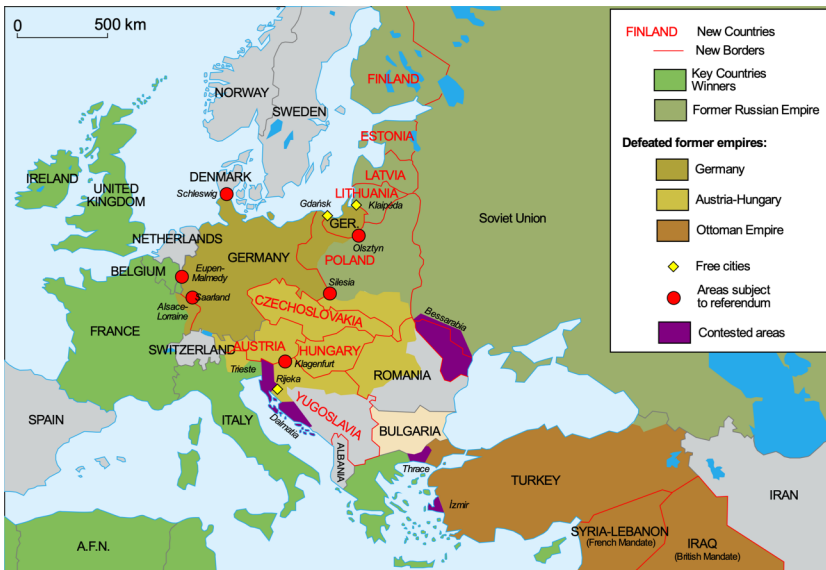 0 500 km
FINLAND New Countries
New Borders
Key Countries
Winners
Former Russian Empire
Defeated former empires:
Germany
Austria-Hungary
Ottoman Empire
Free cities
Areas subject
to referendum
Contested areas
FINLAND
NORWAY
SWEDEN
ESTONIA
LATVIA
DENMARK
IRELAND
Schleswig
LITHUANIA
UNITED
KINGDOM
Gdańsk
Klaipėda
Soviet Union
GER.
NETHERLANDS
Olsztyn
GERMANY
POLAND
BELGIUM
Eupen-
Malmedy
Silesia
Saarland
Alsace-
Lorraine
CZECHOSLOVAKIA
Bessarabia
FRANCE
SWITZERLAND
AUSTRIA
HUNGARY
Trieste
Klagenfurt
ROMANIA
Rijeka
YUGOSLAVIA
SPAIN
ITALY
Dalmatia
BULGARIA
ALBANIA
Thrace
TURKEY
IRAN
İzmir
SYRIA-LEBANON
(French Mandate)
IRAQ
(British Mandate)
A.F.N.